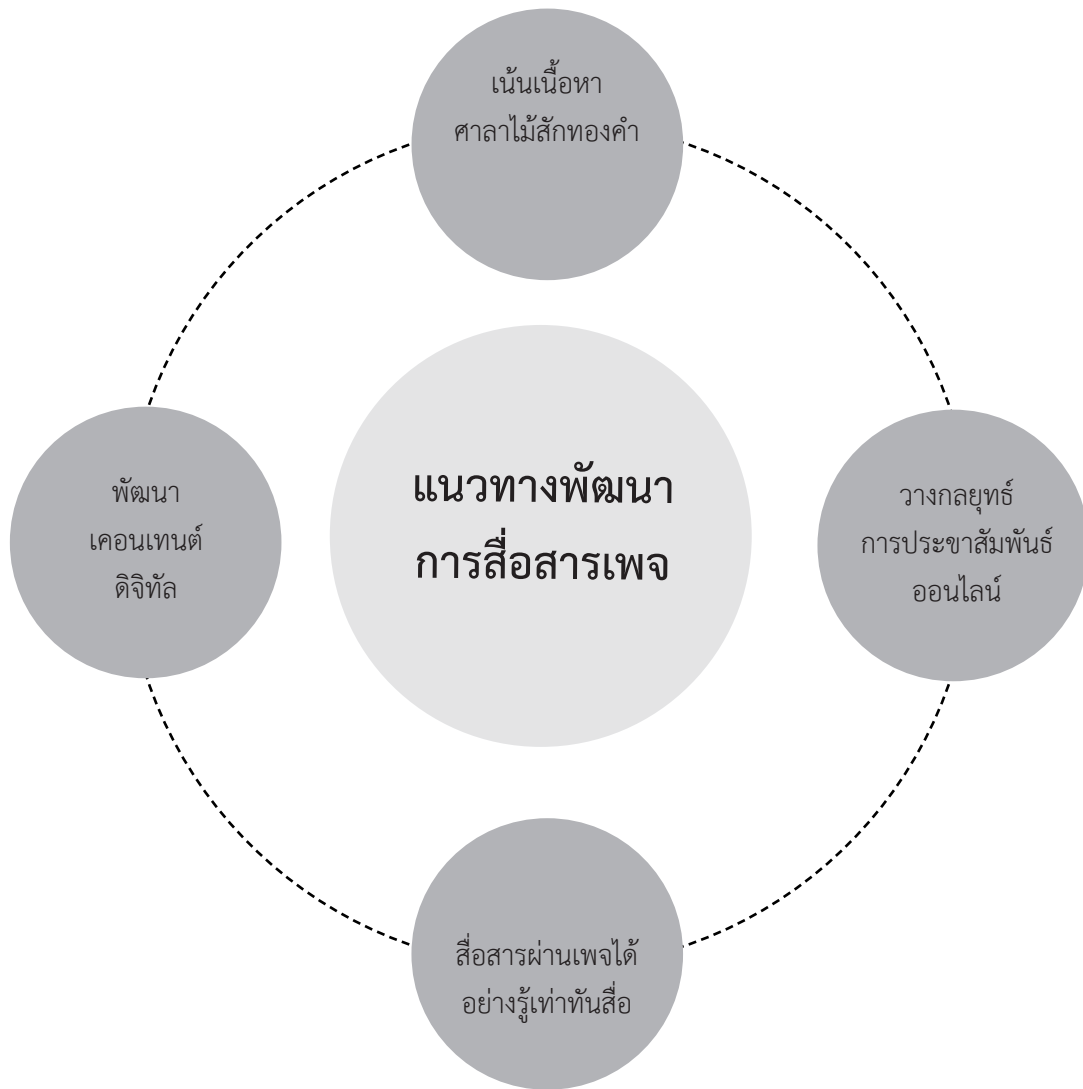 เน้นเนื้อหา
ศาลาไม้สักทองคำ
แนวทางพัฒนา
การสื่อสารเพจ
พัฒนา
เคอนเทนต์
ดิจิทัล
วางกลยุทธ์
การประขาสัมพันธ์
ออนไลน์
สื่อสารผ่านเพจได้
อย่างรู้เท่าทันสื่อ